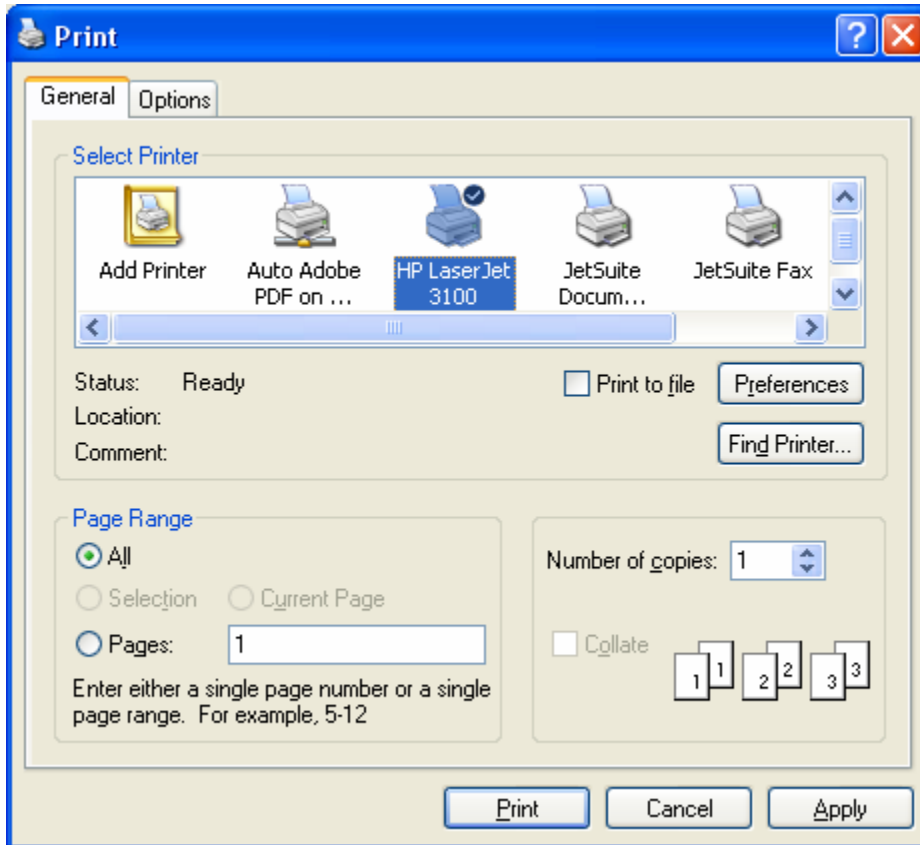 Print
General Options
Select Printer
Add Printer
Auto Adobe
PDF on ...
HP LaserJet
3100
JetSuite
Docum...
JetSuite Fax
Status: Ready
Print to file
Preferences
Location:
Comment:
Find Printer...
Page Range
All
Selection Current Page
Pages: 1
Enter either a single page number or a single
page range. For example, 5-12
Number of copies: 1
Collate
1 1 2 2 3 3
Print Cancel Apply